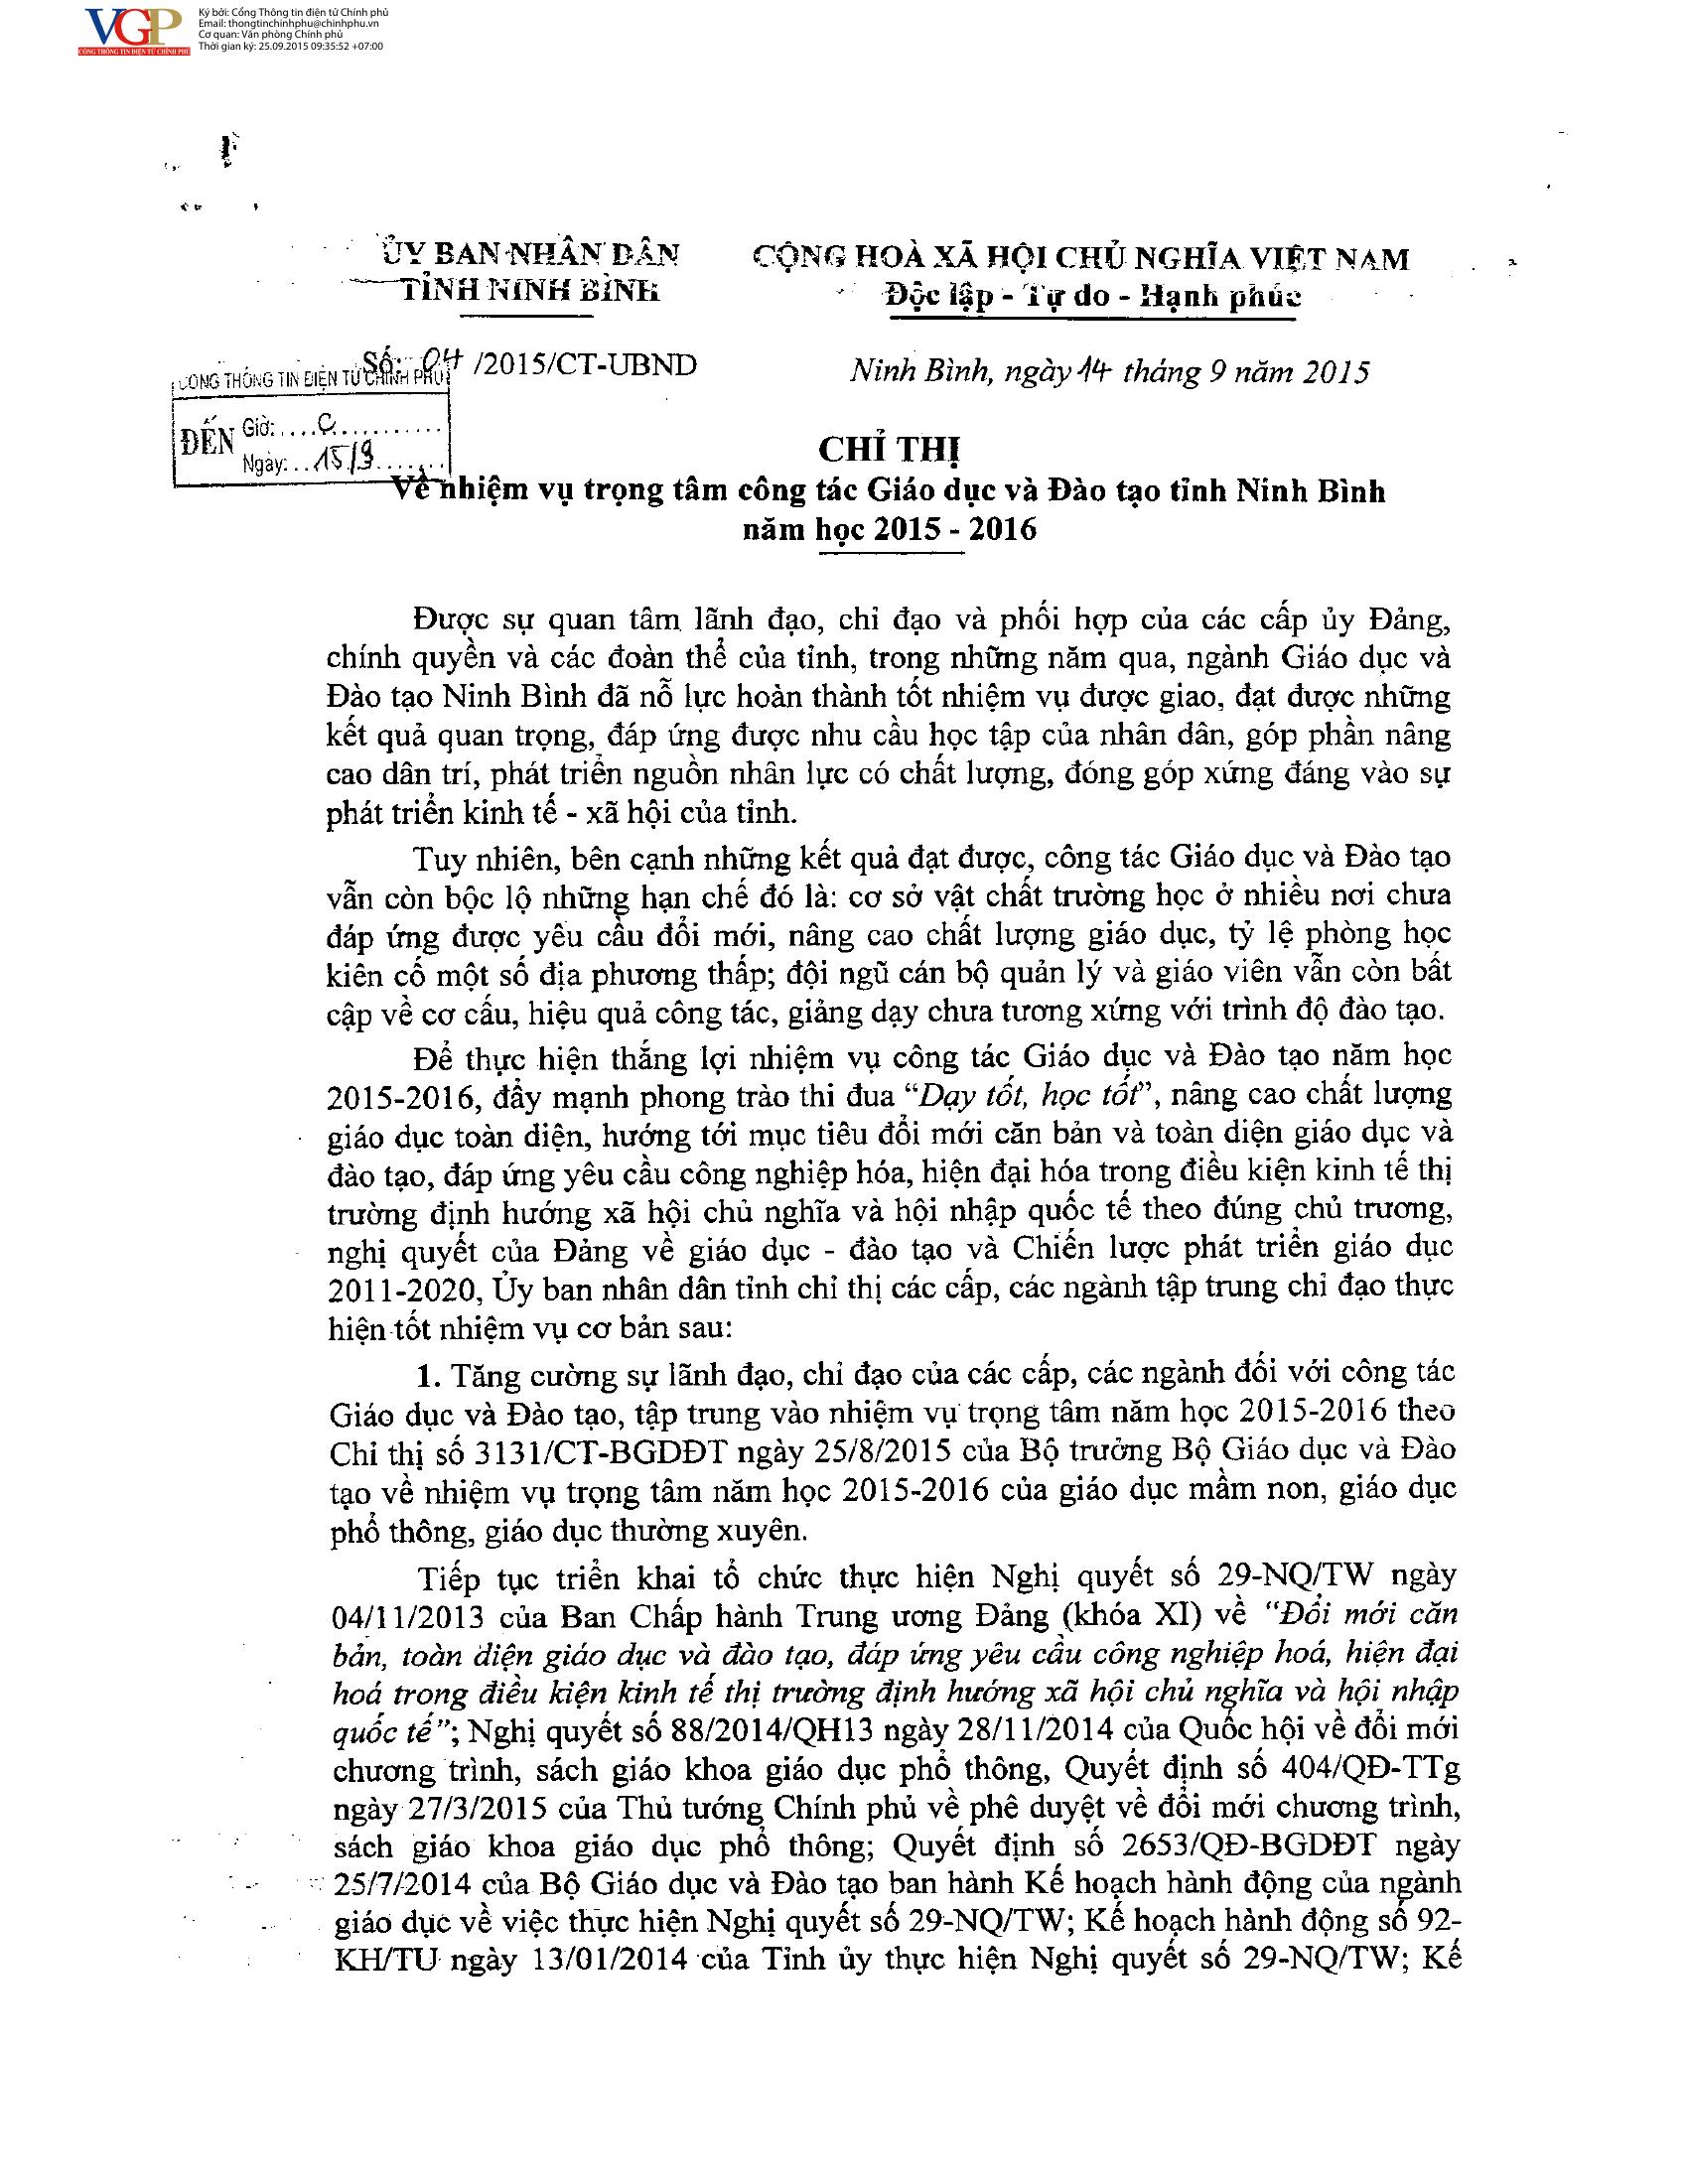 VGP
CỔNG THÔNG TIN ĐIỆN TỬ CHÍNH PHỦ
Ký bởi: Cổng Thông tin điện tử Chính phủ
Email: thongtinchinhphu@chinhphu.vn
Cơ quan: Văn phòng Chính phủ
Thời gian ký: 25.09.2015 09:35:52 +07:00
ỦY BAN NHÂN DÂN
TỈNH NINH BÌNH
CỘNG HOÀ XÃ HỘI CHỦ NGHĨA VIỆT NAM
Độc lập - Tự do - Hạnh phúc
Số: 04 /2015/CT-UBND
Ninh Bình, ngày 14 tháng 9 năm 2015
CỔNG THÔNG TIN ĐIỆN TỬ CHÍNH PHỦ
ĐẾN
Giờ: ....C...........
Ngày: ...15/9.......
CHỈ THỊ
Về nhiệm vụ trọng tâm công tác Giáo dục và Đào tạo tỉnh Ninh Bình
năm học 2015 - 2016
Được sự quan tâm lãnh đạo, chỉ đạo và phối hợp của các cấp ủy Đảng,
chính quyền và các đoàn thể của tỉnh, trong những năm qua, ngành Giáo dục và
Đào tạo Ninh Bình đã nỗ lực hoàn thành tốt nhiệm vụ được giao, đạt được những
kết quả quan trọng, đáp ứng được nhu cầu học tập của nhân dân, góp phần nâng
cao dân trí, phát triển nguồn nhân lực có chất lượng, đóng góp xứng đáng vào sự
phát triển kinh tế - xã hội của tỉnh.
Tuy nhiên, bên cạnh những kết quả đạt được, công tác Giáo dục và Đào tạo
vẫn còn bộc lộ những hạn chế đó là: cơ sở vật chất trường học ở nhiều nơi chưa
đáp ứng được yêu cầu đổi mới, nâng cao chất lượng giáo dục, tỷ lệ phòng học
kiên cố một số địa phương thấp; đội ngũ cán bộ quản lý và giáo viên vẫn còn bất
cập về cơ cấu, hiệu quả công tác, giảng dạy chưa tương xứng với trình độ đào tạo.
Để thực hiện thắng lợi nhiệm vụ công tác Giáo dục và Đào tạo năm học
2015-2016, đẩy mạnh phong trào thi đua “Dạy tốt, học tốt”, nâng cao chất lượng
giáo dục toàn diện, hướng tới mục tiêu đổi mới căn bản và toàn diện giáo dục và
đào tạo, đáp ứng yêu cầu công nghiệp hóa, hiện đại hóa trong điều kiện kinh tế thị
trường định hướng xã hội chủ nghĩa và hội nhập quốc tế theo đúng chủ trương,
nghị quyết của Đảng về giáo dục - đào tạo và Chiến lược phát triển giáo dục
2011-2020, Ủy ban nhân dân tỉnh chỉ thị các cấp, các ngành tập trung chỉ đạo thực
hiện tốt nhiệm vụ cơ bản sau:
1. Tăng cường sự lãnh đạo, chỉ đạo của các cấp, các ngành đối với công tác
Giáo dục và Đào tạo, tập trung vào nhiệm vụ trọng tâm năm học 2015-2016 theo
Chỉ thị số 3131/CT-BGDĐT ngày 25/8/2015 của Bộ trưởng Bộ Giáo dục và Đào
tạo về nhiệm vụ trọng tâm năm học 2015-2016 của giáo dục mầm non, giáo dục
phổ thông, giáo dục thường xuyên.
Tiếp tục triển khai tổ chức thực hiện Nghị quyết số 29-NQ/TW ngày
04/11/2013 của Ban Chấp hành Trung ương Đảng (khóa XI) về “Đổi mới căn
bản, toàn diện giáo dục và đào tạo, đáp ứng yêu cầu công nghiệp hoá, hiện đại
hoá trong điều kiện kinh tế thị trường định hướng xã hội chủ nghĩa và hội nhập
quốc tế”; Nghị quyết số 88/2014/QH13 ngày 28/11/2014 của Quốc hội về đổi mới
chương trình, sách giáo khoa giáo dục phổ thông, Quyết định số 404/QĐ-TTg
ngày 27/3/2015 của Thủ tướng Chính phủ về phê duyệt về đổi mới chương trình,
sách giáo khoa giáo dục phổ thông; Quyết định số 2653/QĐ-BGDĐT ngày
25/7/2014 của Bộ Giáo dục và Đào tạo ban hành Kế hoạch hành động của ngành
giáo dục về việc thực hiện Nghị quyết số 29-NQ/TW; Kế hoạch hành động số 92-
KH/TU ngày 13/01/2014 của Tỉnh ủy thực hiện Nghị quyết số 29-NQ/TW; Kế